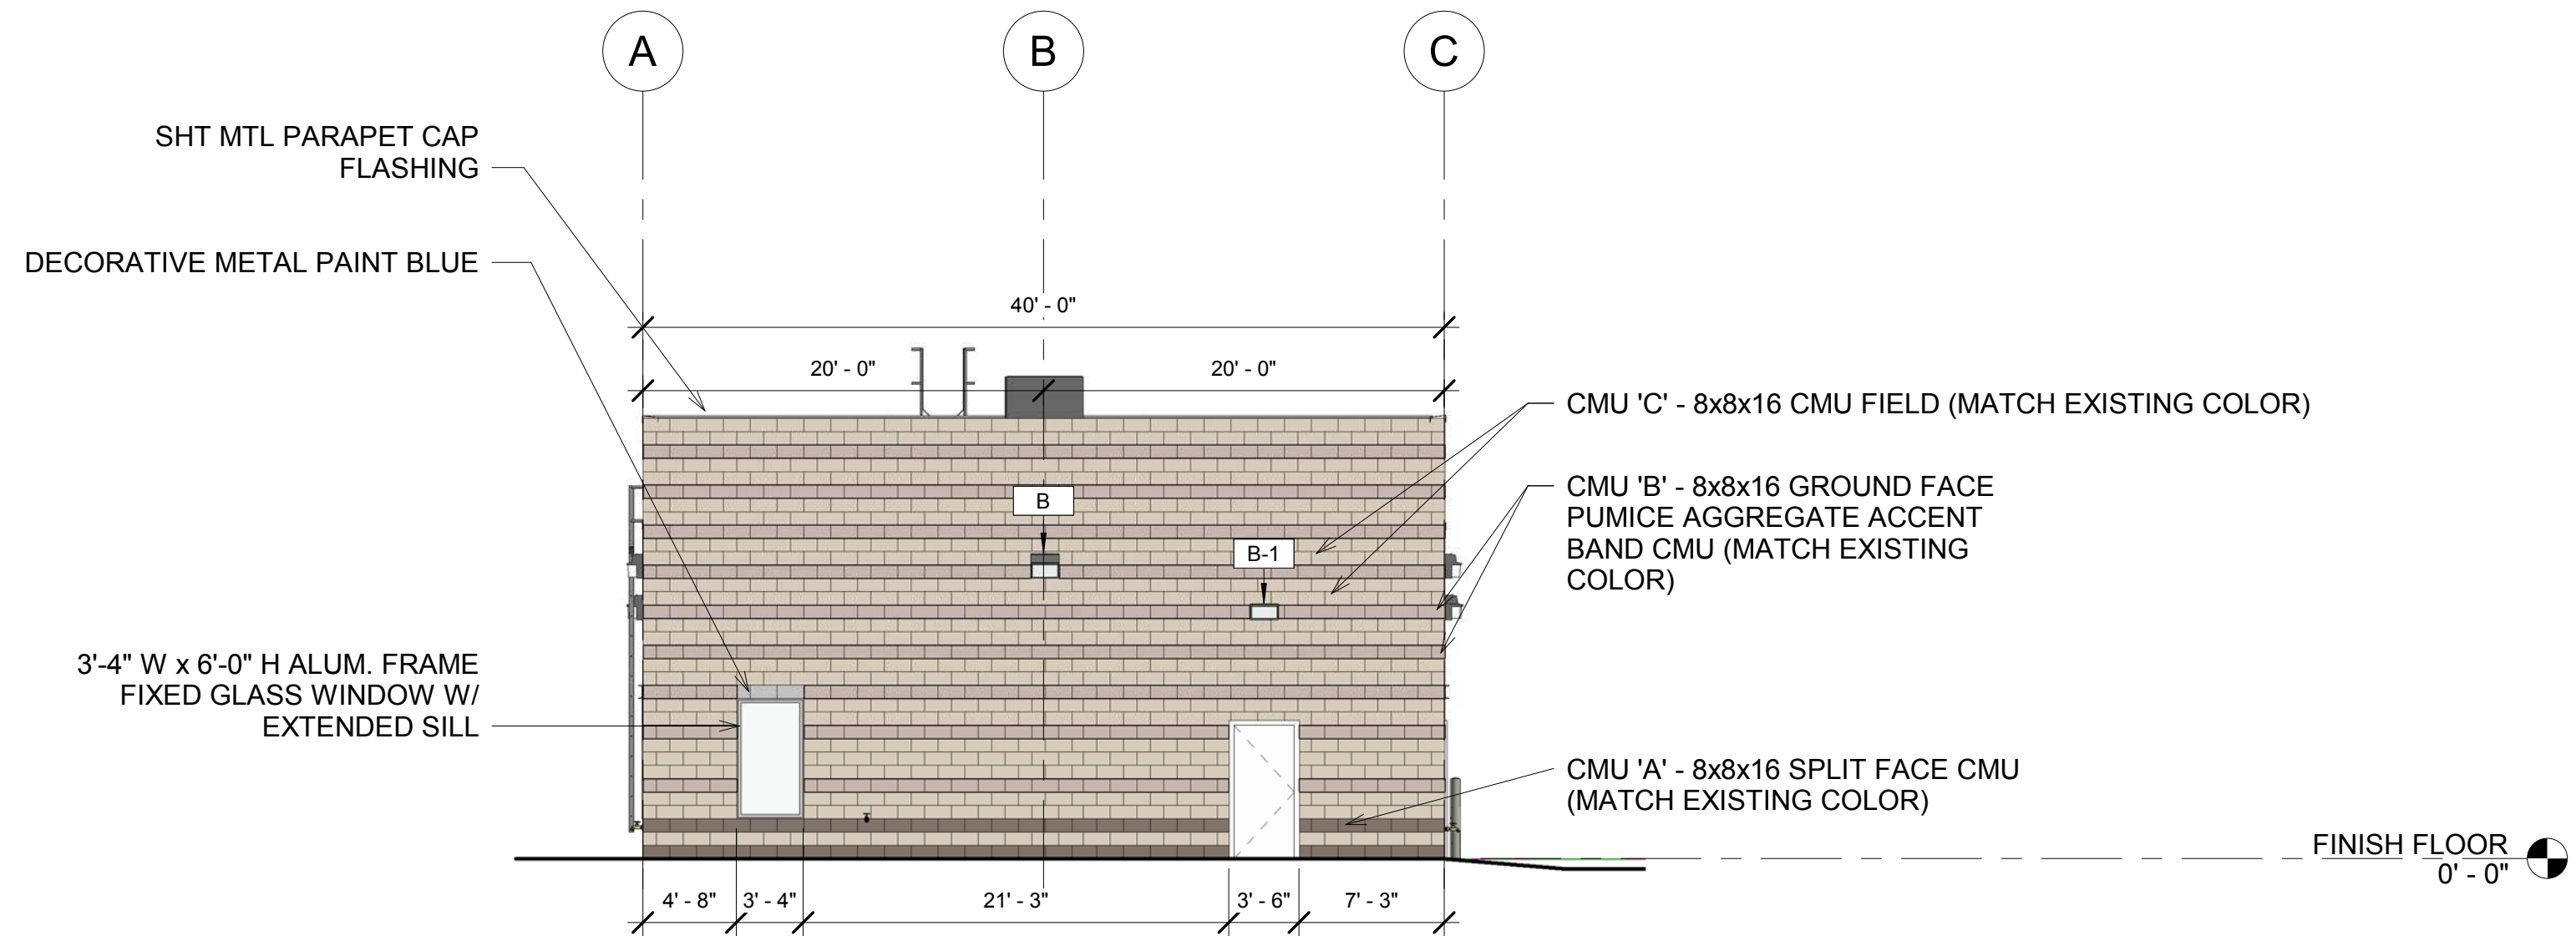 A
B
C
SHT MTL PARAPET CAP
FLASHING
DECORATIVE METAL PAINT BLUE
40' - 0"
20' - 0"
20' - 0"
CMU 'C' - 8x8x16 CMU FIELD (MATCH EXISTING COLOR)
B
CMU 'B' - 8x8x16 GROUND FACE
PUMICE AGGREGATE ACCENT
BAND CMU (MATCH EXISTING
COLOR)
B-1
3'-4" W x 6'-0" H ALUM. FRAME
FIXED GLASS WINDOW W/
EXTENDED SILL
CMU 'A' - 8x8x16 SPLIT FACE CMU
(MATCH EXISTING COLOR)
FINISH FLOOR
0' - 0"
4' - 8"
3' - 4"
21' - 3"
3' - 6"
7' - 3"